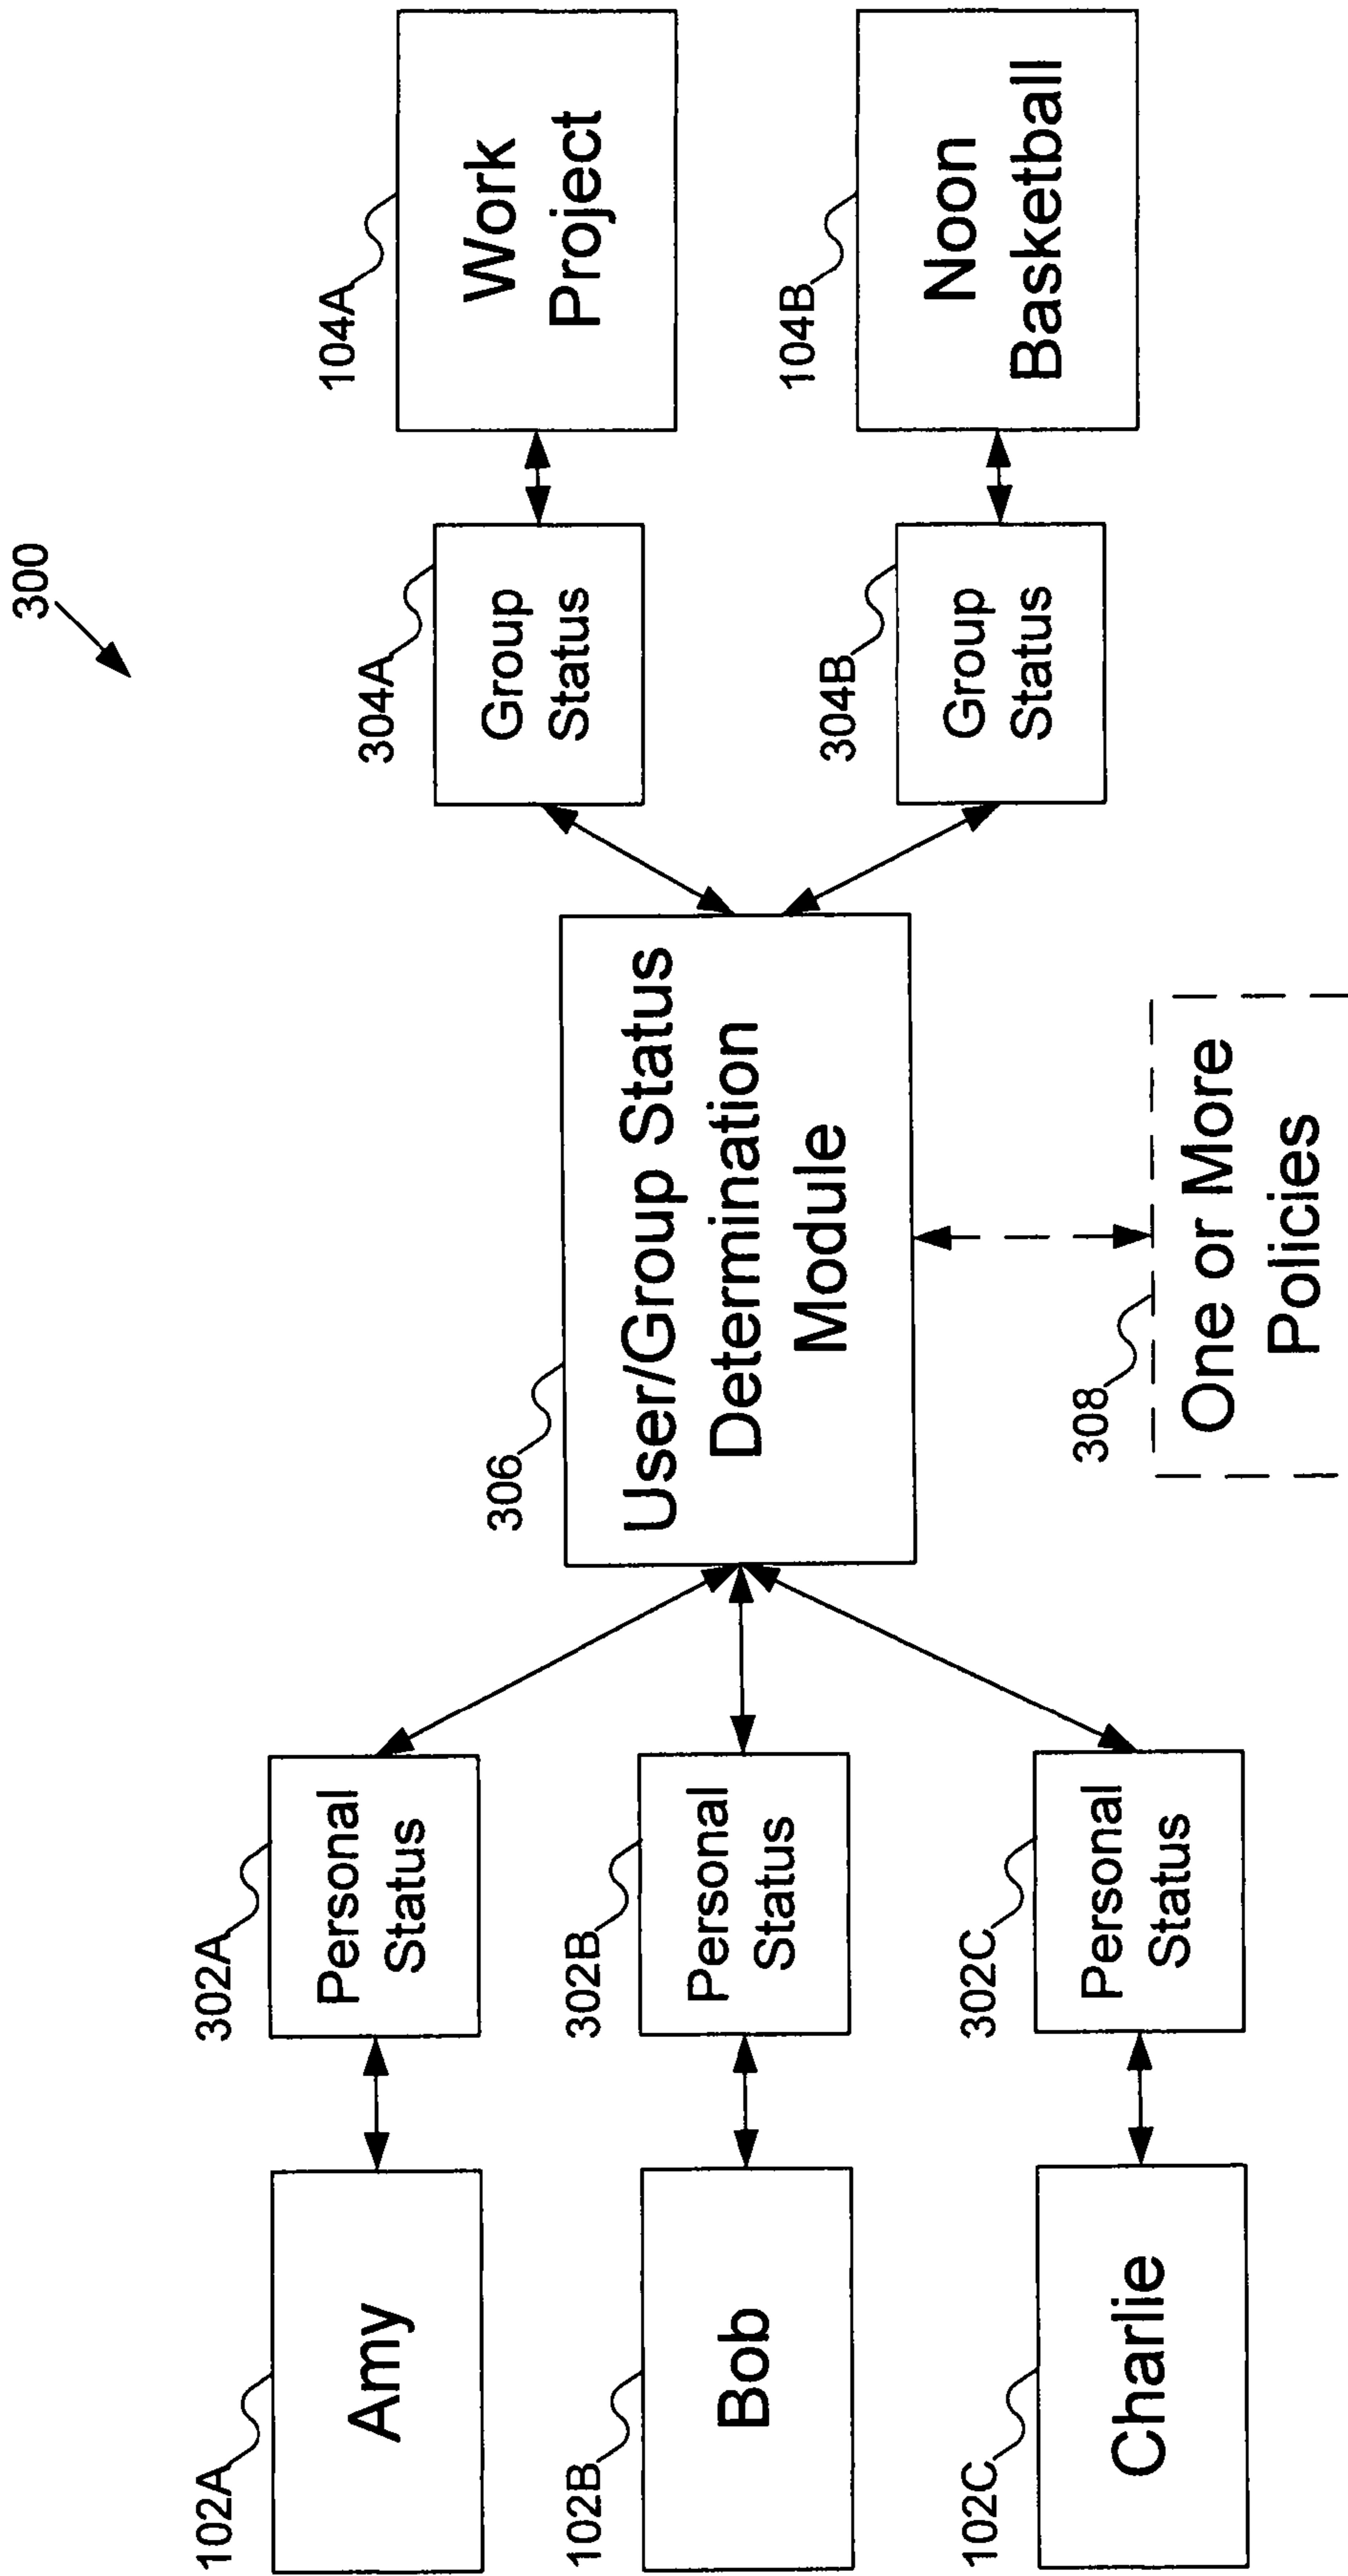 300
102A
Amy
302A
Personal
Status
102B
Bob
302B
Personal
Status
102C
Charlie
302C
Personal
Status
306
User/Group Status
Determination
Module
308
One or More
Policies
304A
Group
Status
104A
Work
Project
304B
Group
Status
104B
Noon
Basketball